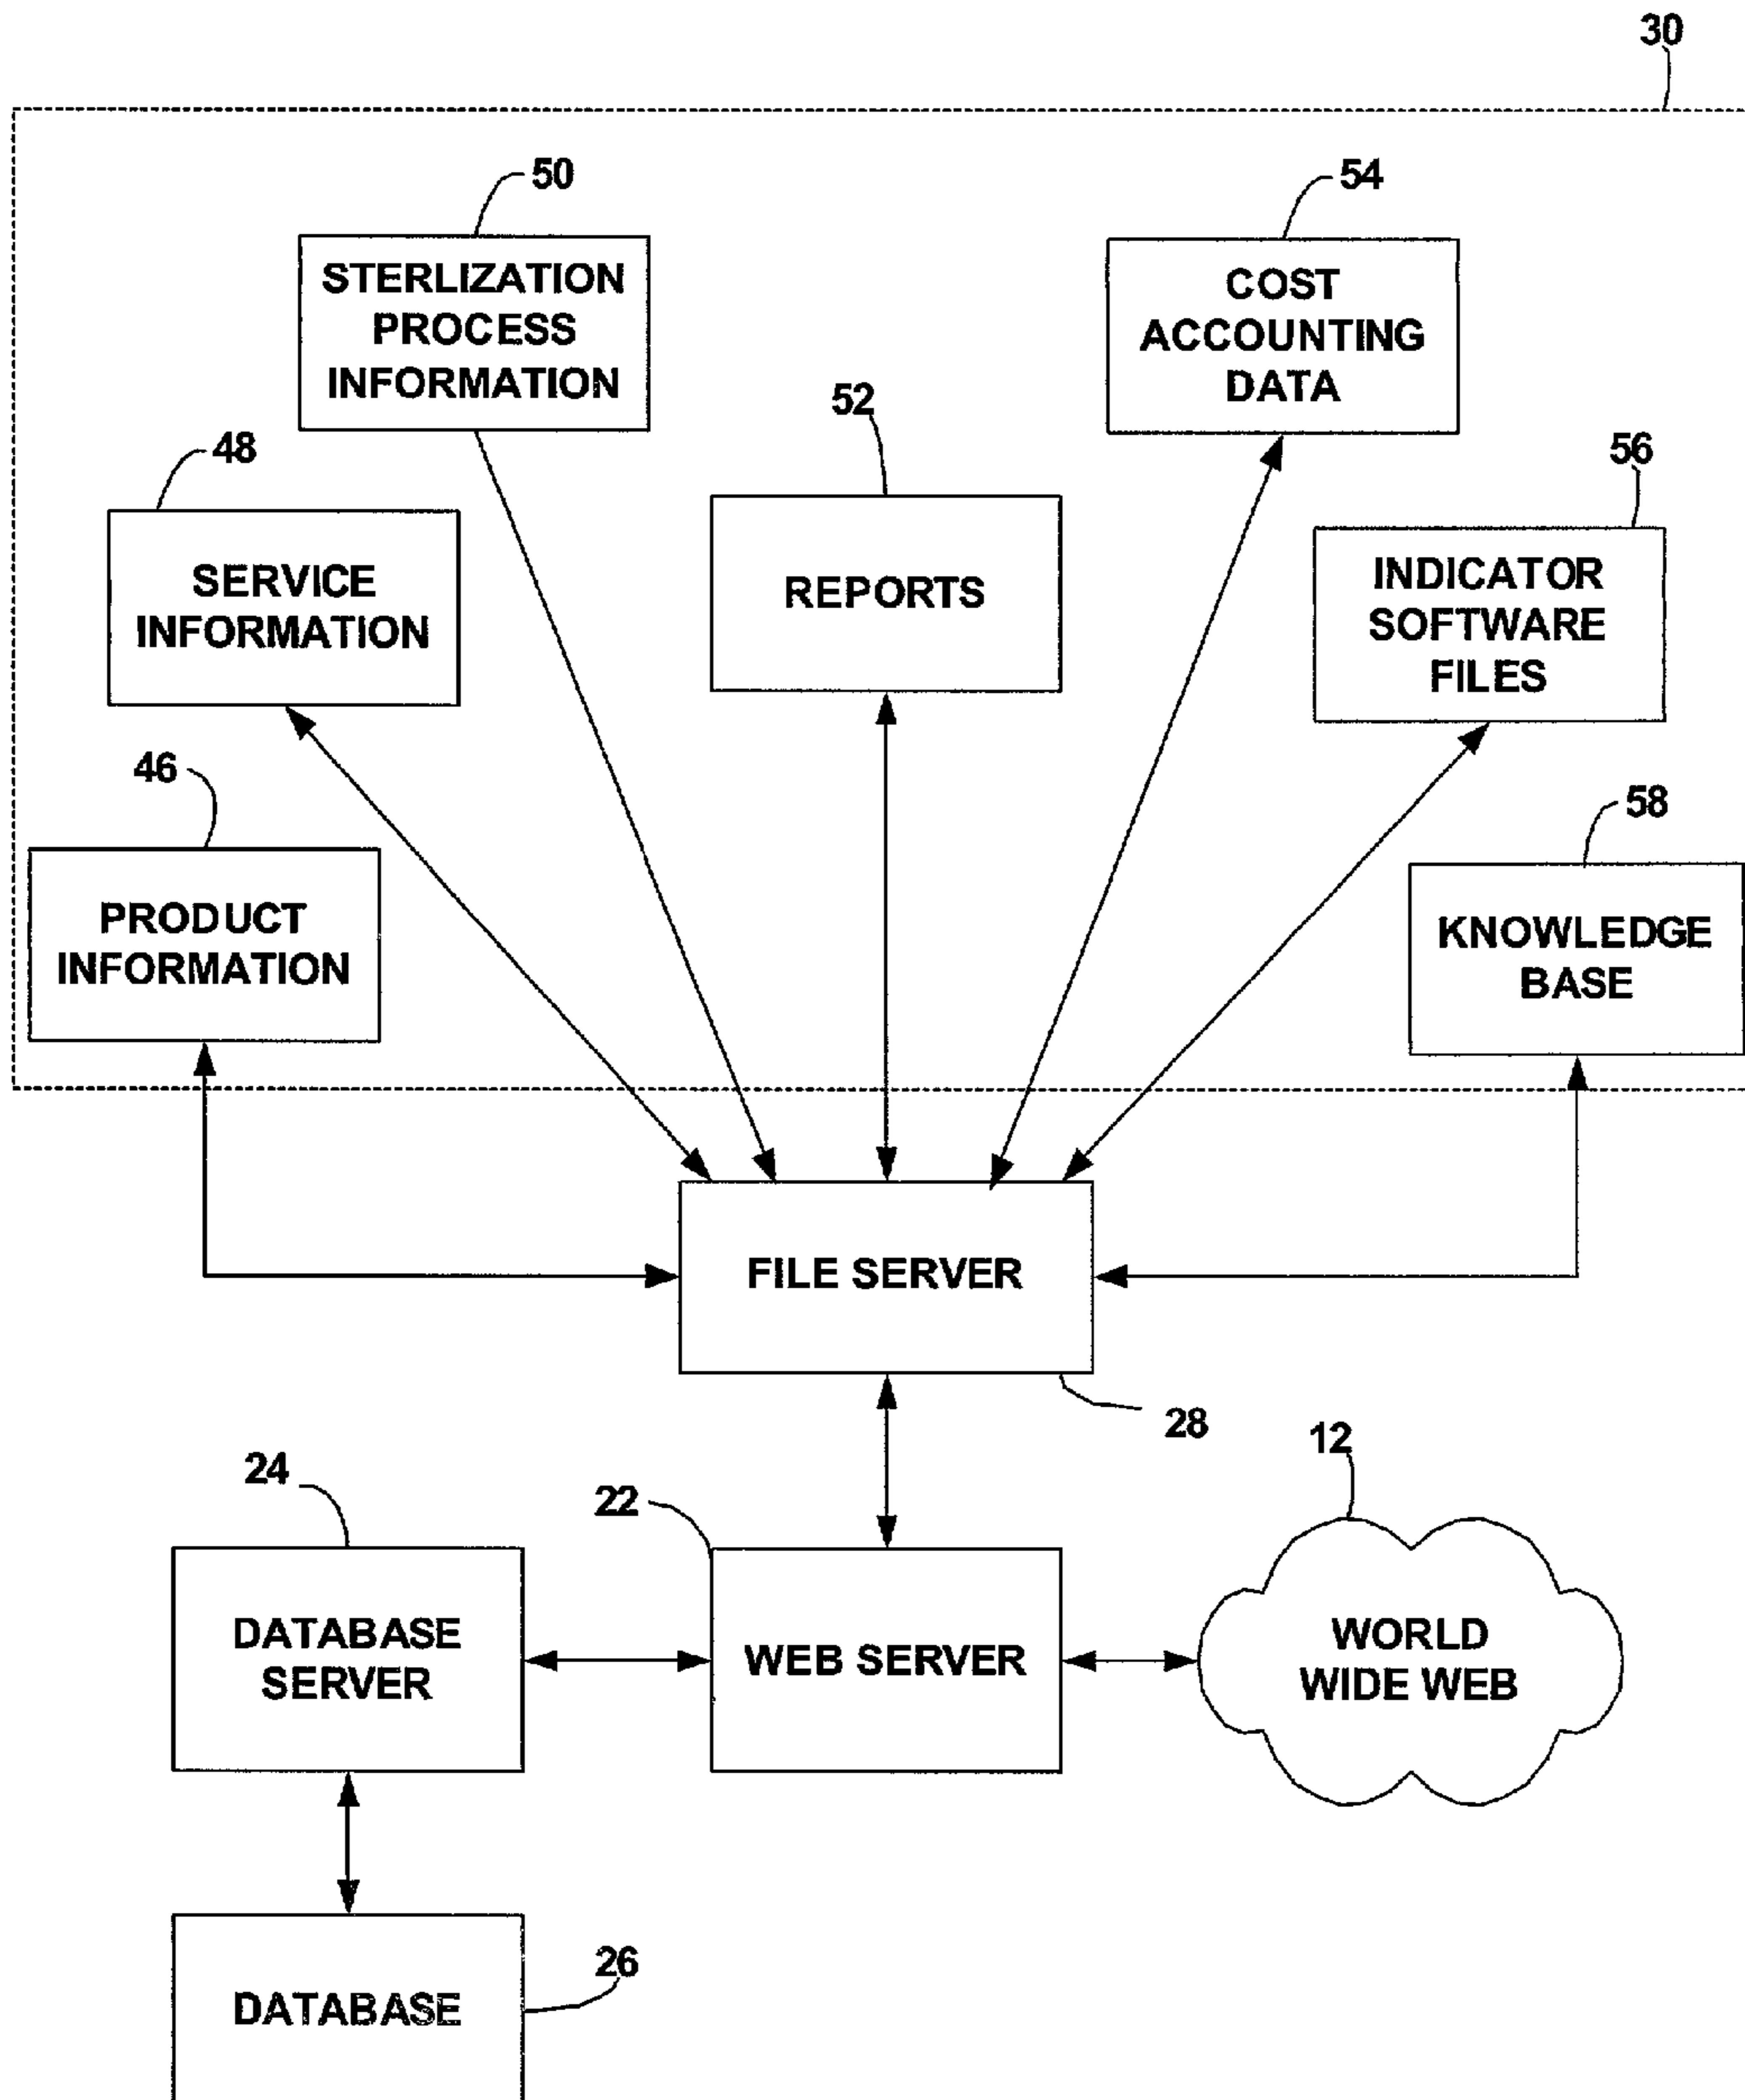 30
50
54
STERLIZATION
PROCESS
INFORMATION
COST
ACCOUNTING
DATA
52
48
56
SERVICE
INFORMATION
REPORTS
INDICATOR
SOFTWARE
FILES
46
58
PRODUCT
INFORMATION
KNOWLEDGE
BASE
FILE SERVER
28
12
24
22
DATABASE
SERVER
WEB SERVER
WORLD
WIDE WEB
26
DATABASE